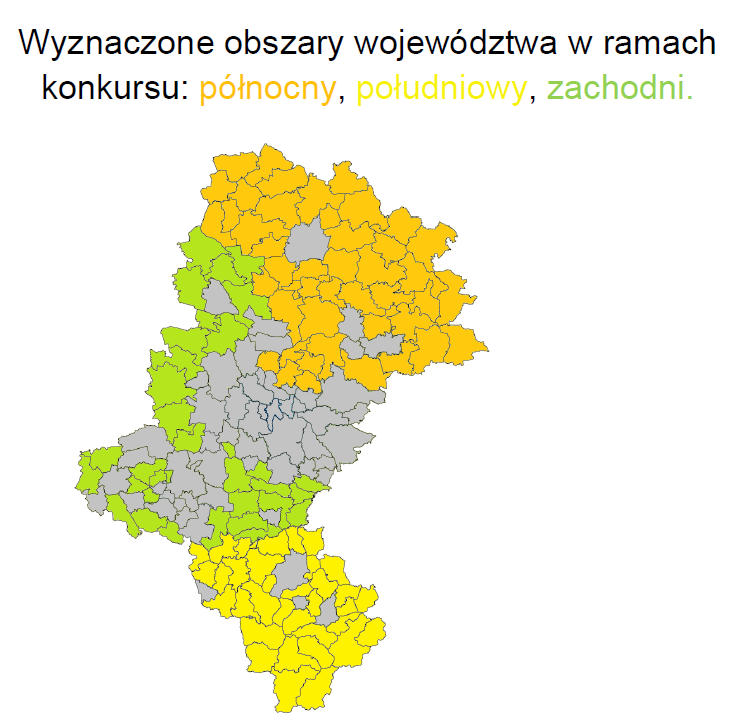 Wyznaczone obszary województwa w ramach
konkursu: północny, południowy, zachodni.